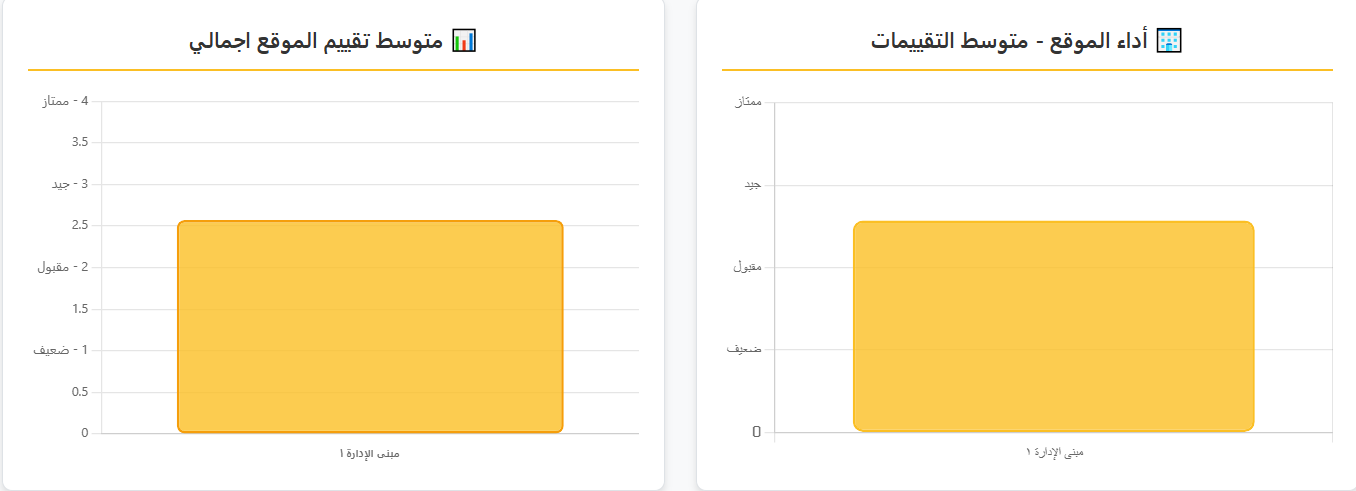 أداء الموقع - متوسط التقييمات
ممتاز
جيد
مقبول
ضعيف
0
مبنى الإدارة ١
متوسط تقييم الموقع اجمالي
4 - ممتاز
3.5
3 - جيد
2.5
2 - مقبول
1.5
1 - ضعيف
0.5
0
مبنى الإدارة ١